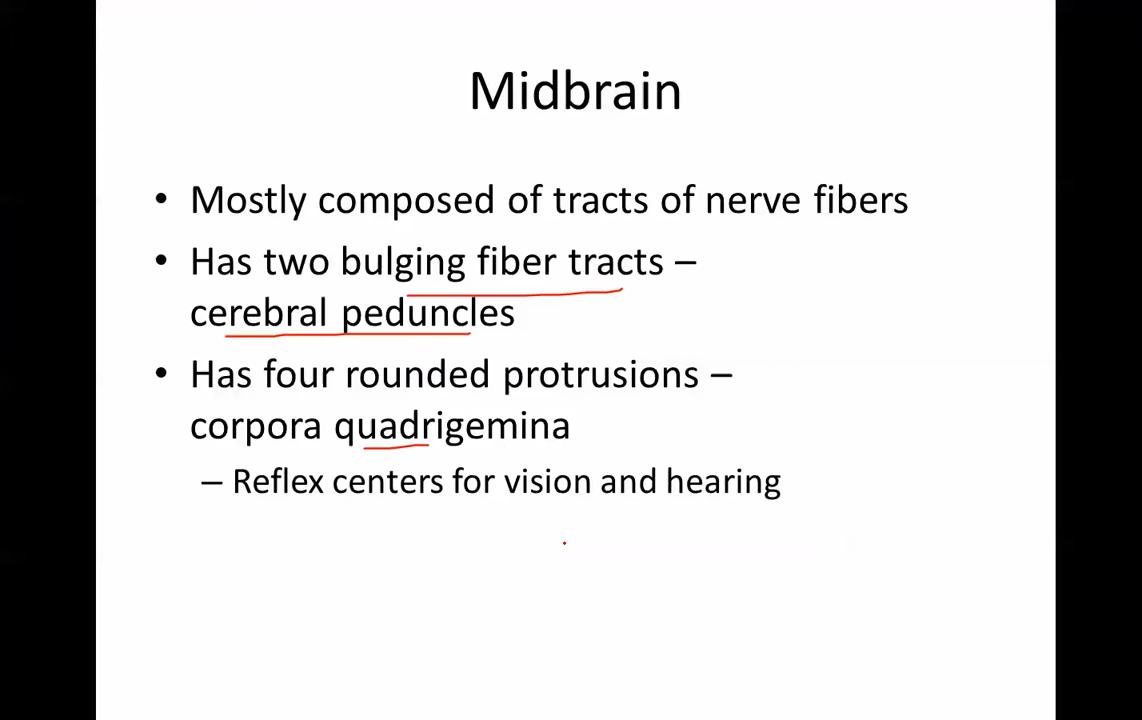 Midbrain
• Mostly composed of tracts of nerve fibers
• Has two bulging fiber tracts –
cerebral peduncles
• Has four rounded protrusions –
corpora quadrigemina
– Reflex centers for vision and hearing